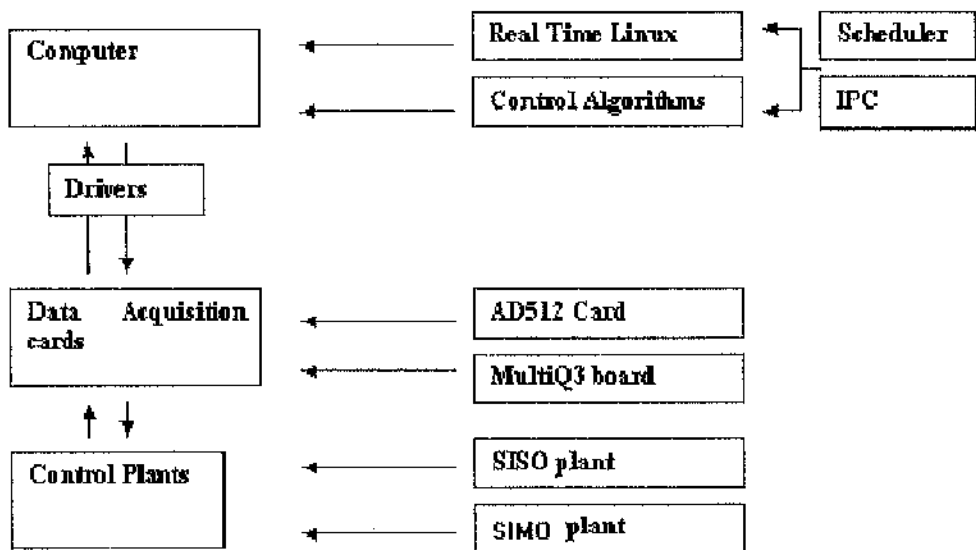 Computer
Real Time Linux
Scheduler
Control Algorithms
IPC
Drivers
Data Acquisition
cards
AD512 Card
MultiQ3 board
Control Plants
SISO plant
SIMO plant